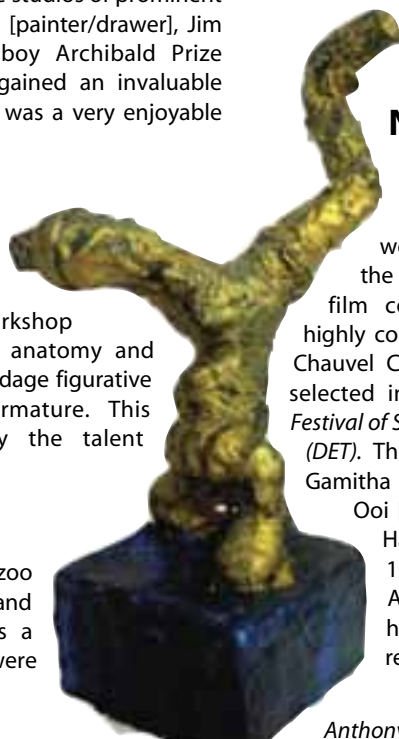 studios of prominent
[painter/drawer], Jim
boy Archibald Prize
gained an invaluable
was a very enjoyable
rkshop
anatomy and
dage figurative
rmature. This
y the talent
zoo
and
s a
were
N
we
the
film co
highly co
Chauvel C
selected in
Festival of S
(DET). Th
Gamitha
Ooi
Ha
1
A
h
re
Anthony